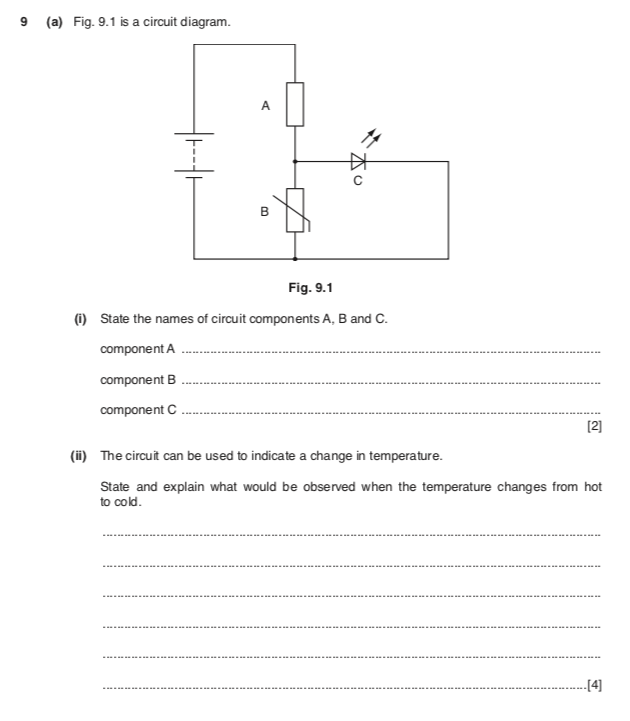 9 (a) Fig. 9.1 is a circuit diagram.
A
C
B
Fig. 9.1
(i) State the names of circuit components A, B and C.
component A ................................................................
component B ................................................................
component C ................................................................
[2]
(ii) The circuit can be used to indicate a change in temperature.
State and explain what would be observed when the temperature changes from hot
to cold.
................................................................
................................................................
................................................................
................................................................
................................................................
................................................................[4]